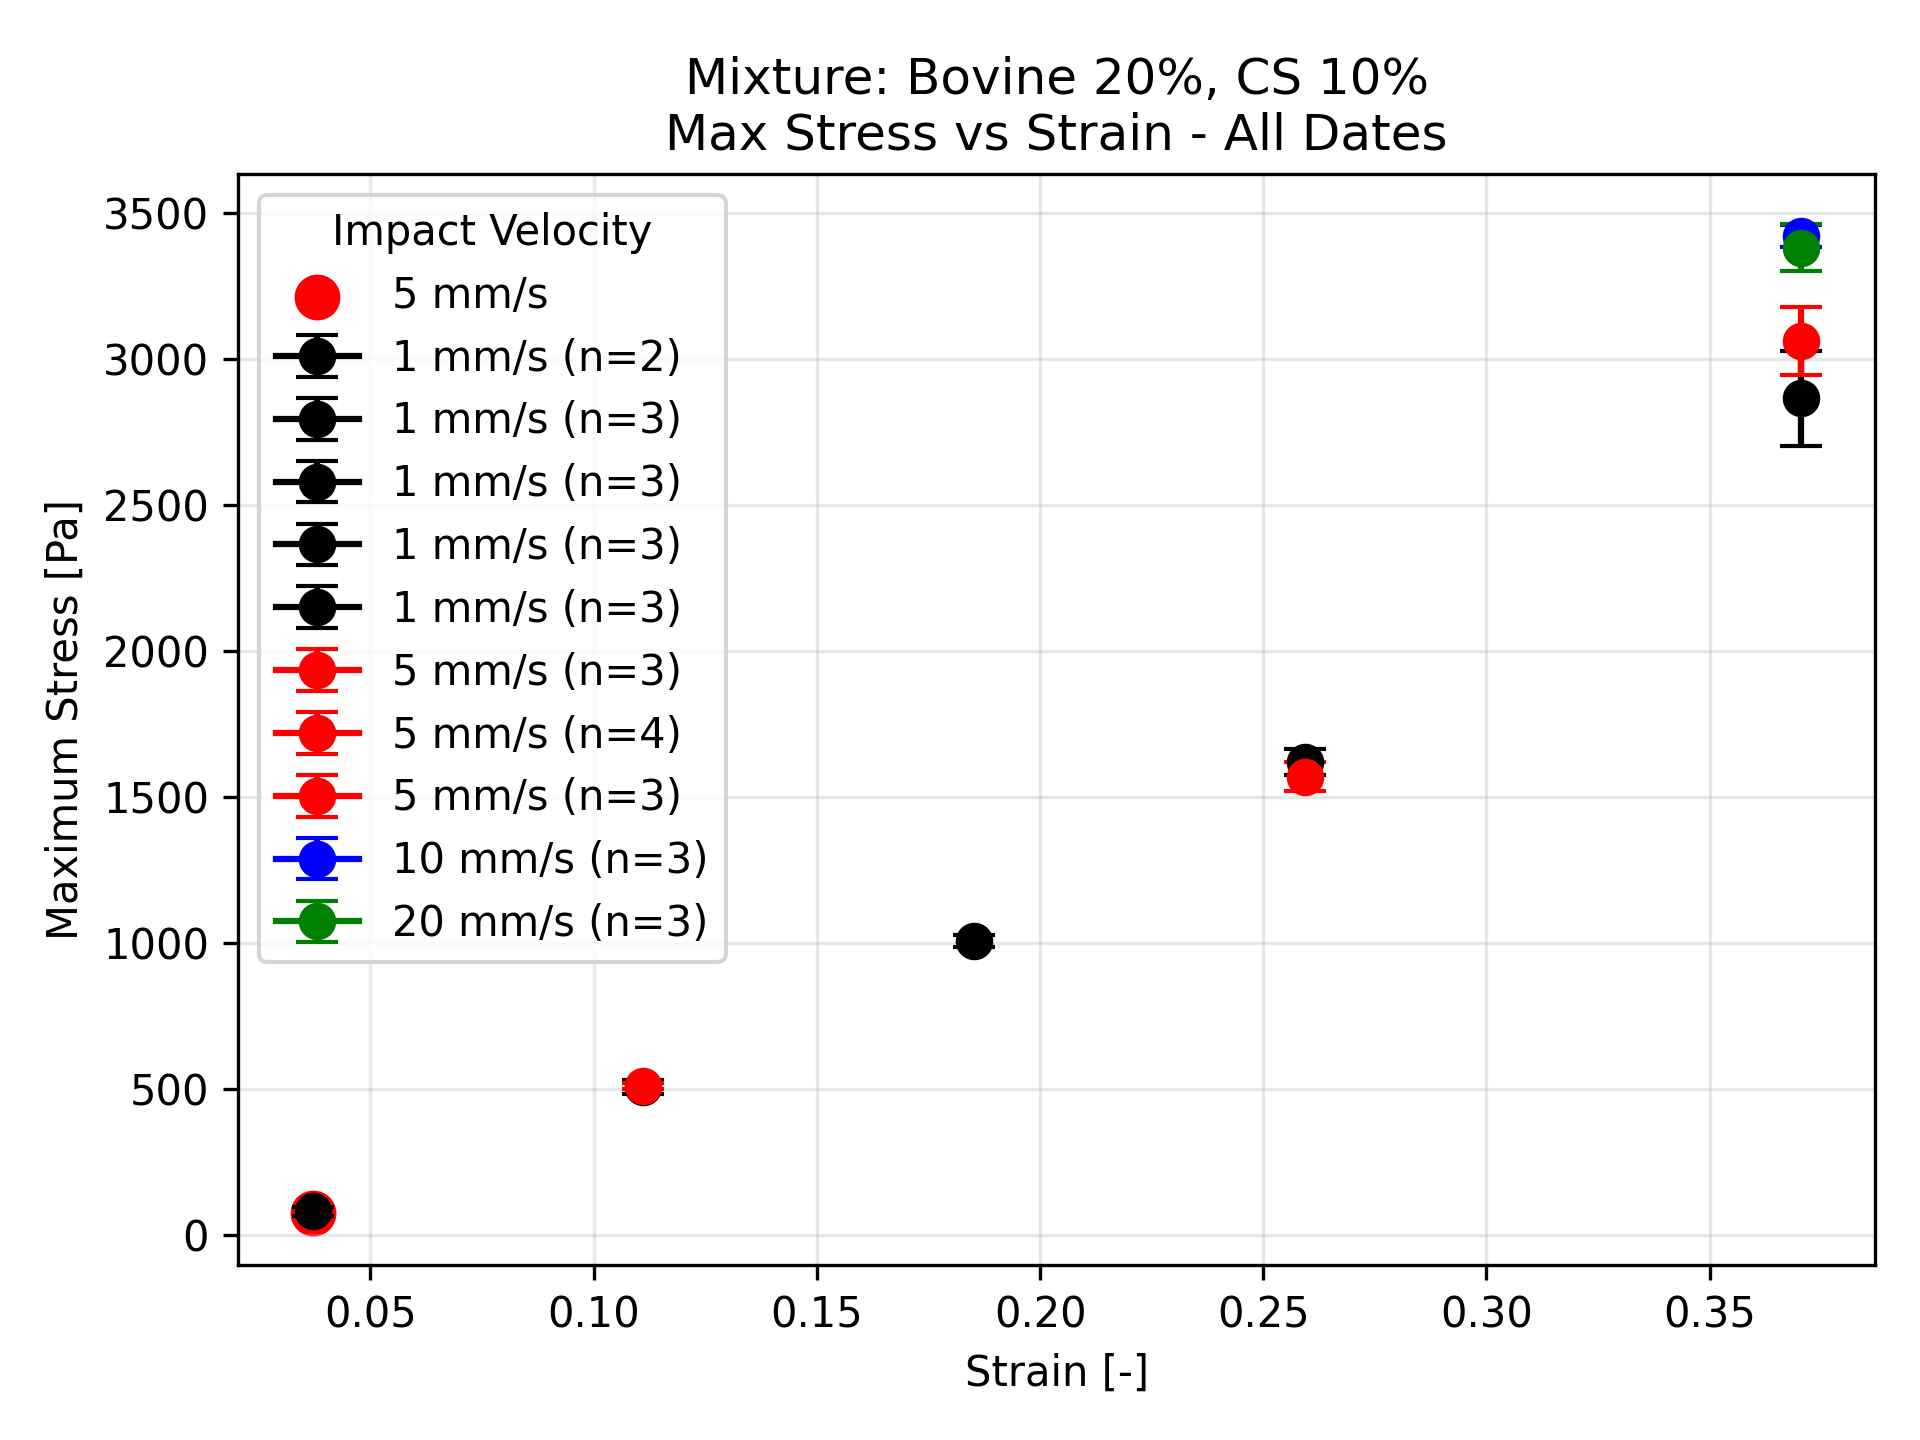 Mixture: Bovine 20%, CS 10%
Max Stress vs Strain - All Dates
Maximum Stress [Pa]
3500
3000
2500
2000
1500
1000
500
0
Impact Velocity
5 mm/s
1 mm/s (n=2)
1 mm/s (n=3)
1 mm/s (n=3)
1 mm/s (n=3)
1 mm/s (n=3)
5 mm/s (n=3)
5 mm/s (n=4)
5 mm/s (n=3)
10 mm/s (n=3)
20 mm/s (n=3)
0.05 0.10 0.15 0.20 0.25 0.30 0.35
Strain [-]